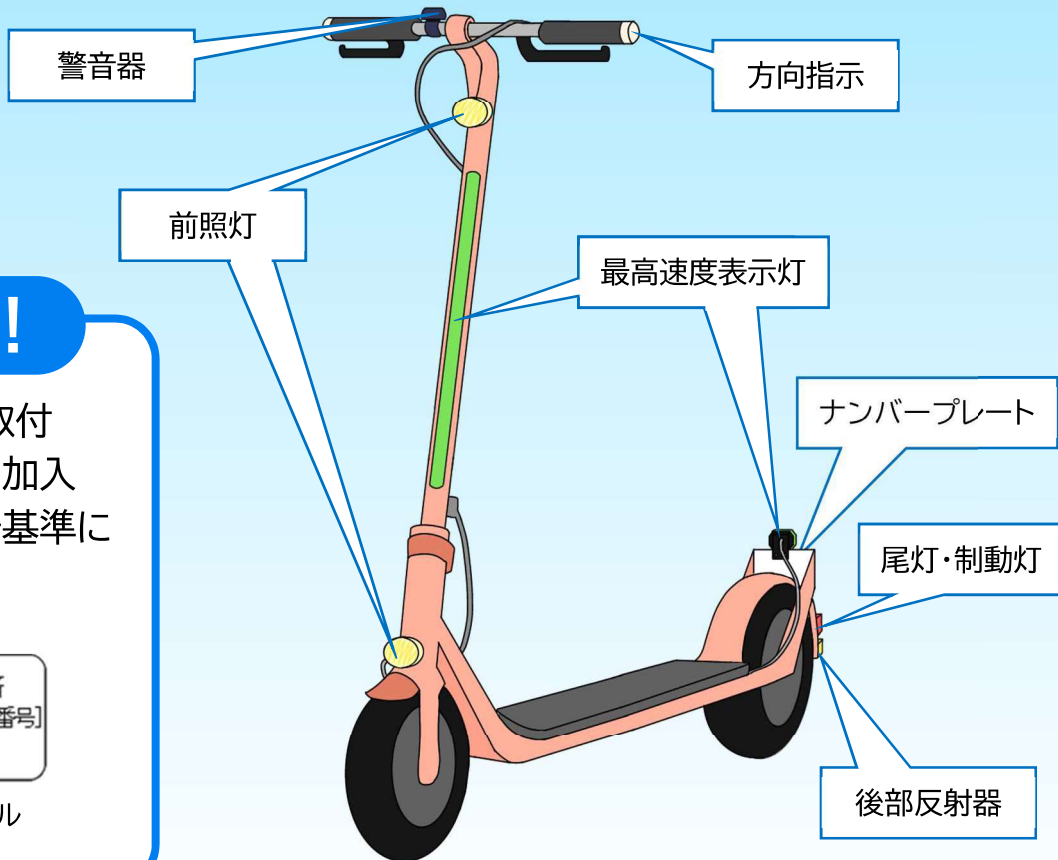 警音器
方向指示
前照灯
最高速度表示灯
ナンバープレート
尾灯・制動灯
後部反射器
！
取付
加入
基準に
番号]
ル